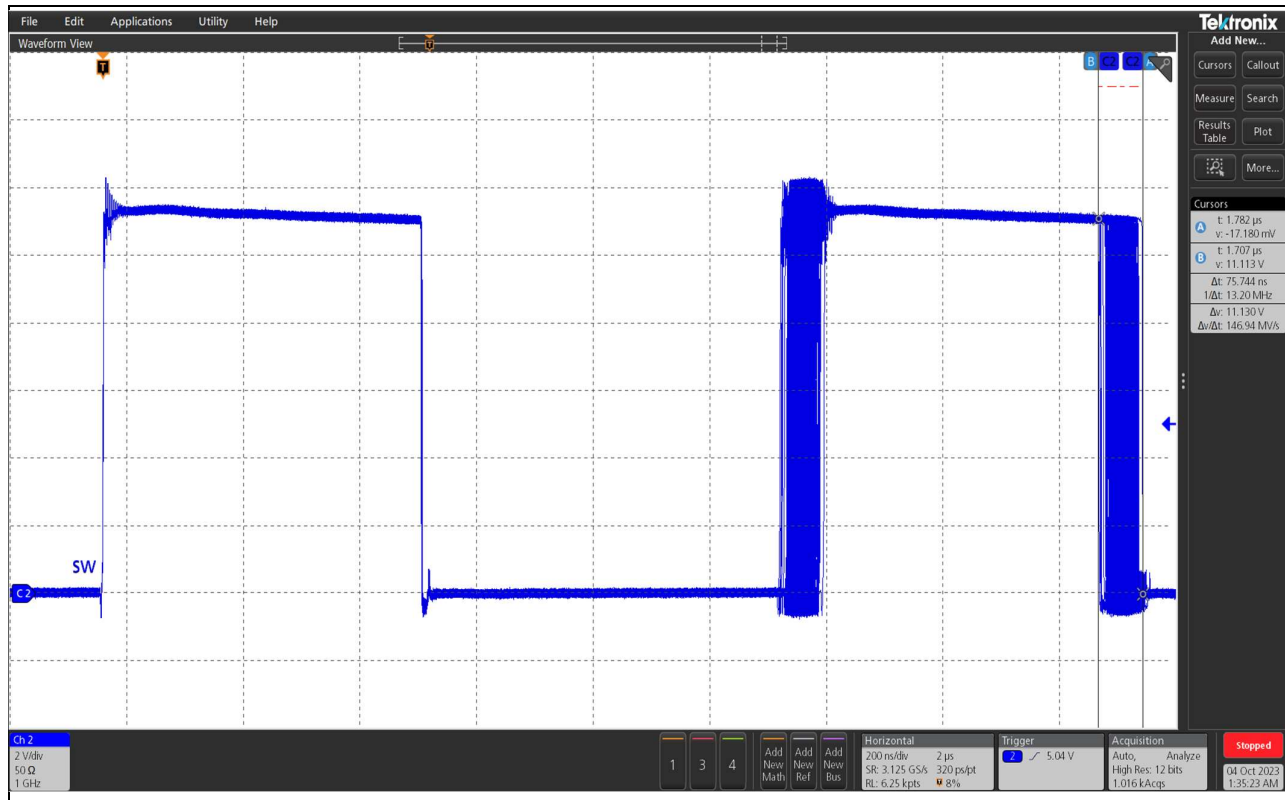 File Edit Applications Utility Help
Tektronix
Waveform View
Add New...
T
T
B C2 C2
Cursors Callout
Measure Search
Results Table Plot
More...
Cursors
A t: 1.782 µs
v: -17.180 mV
B t: 1.707 µs
v: 11.113 V
Δt: 75.744 ns
1/Δt: 13.20 MHz
Δv: 11.130 V
Δv/Δt: 146.94 MV/s
SW
C2
Ch 2
2 V/div
50 Ω
1 GHz
1
3
4
Add New Math
Add New Ref
Add New Bus
Horizontal
200 ns/div 2 µs
SR: 3.125 GS/s 320 ps/pt
RL: 6.25 kpts T 8%
Trigger
2 5.04 V
Acquisition
Auto, Analyze
High Res: 12 bits
1.016 kAcqs
Stopped
04 Oct 2023
1:35:23 AM